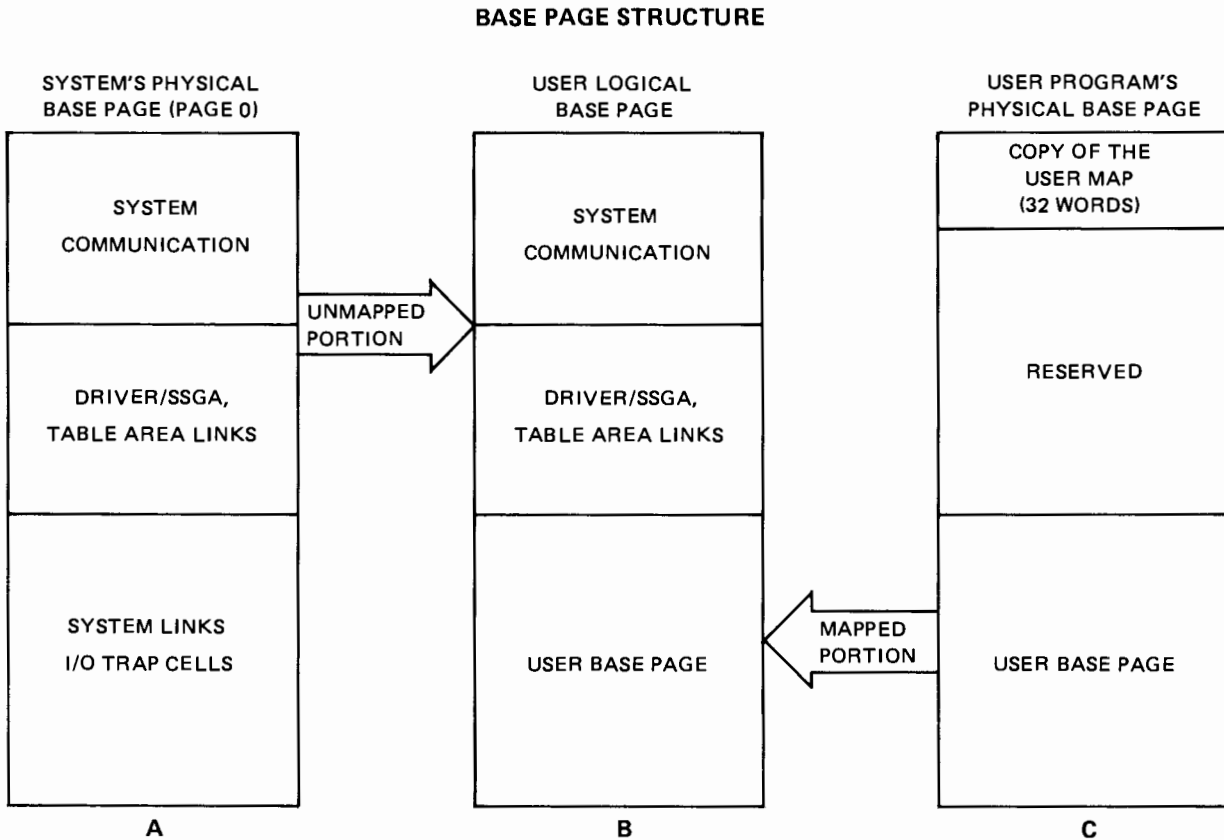 BASE PAGE STRUCTURE
SYSTEM'S PHYSICAL
BASE PAGE (PAGE 0)
SYSTEM
COMMUNICATION
DRIVER/SSGA,
TABLE AREA LINKS
SYSTEM LINKS
I/O TRAP CELLS
A
UNMAPPED
PORTION
USER LOGICAL
BASE PAGE
SYSTEM
COMMUNICATION
DRIVER/SSGA,
TABLE AREA LINKS
USER BASE PAGE
B
MAPPED
PORTION
USER PROGRAM'S
PHYSICAL BASE PAGE
COPY OF THE
USER MAP
(32 WORDS)
RESERVED
USER BASE PAGE
C